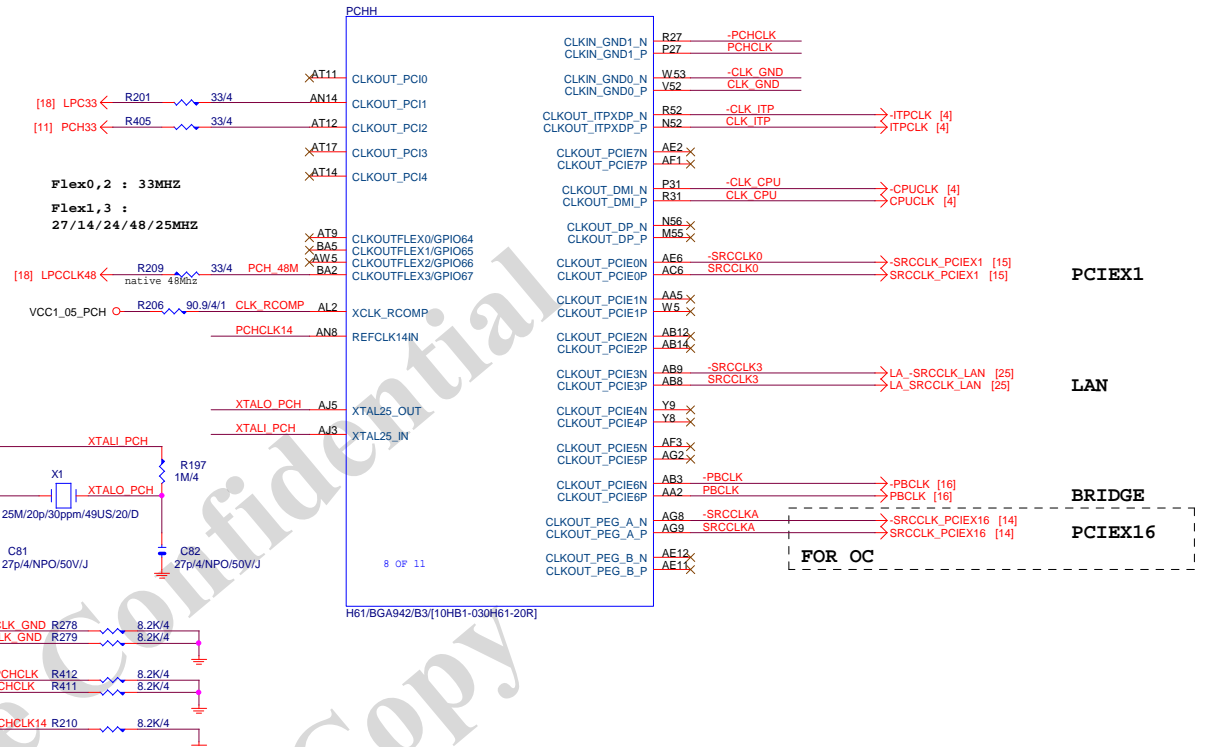 PCHH
CLKIN_GND1_N R27 -PCHCLK
CLKIN_GND1_P P27 PCHCLK
AT11 CLKOUT_PCI0
CLKIN_GND0_N W53 -CLK_GND
CLKIN_GND0_P V52 CLK_GND
[18] LPC33 R201 33/4 AN14 CLKOUT_PCI1
CLKOUT_ITPXDP_N R52 -CLK_ITP -ITPCLK [4]
CLKOUT_ITPXDP_P N52 CLK_ITP ITPCLK [4]
[11] PCH33 R405 33/4 AT12 CLKOUT_PCI2
AT17 CLKOUT_PCI3
CLKOUT_PCIE7N AE2
CLKOUT_PCIE7P AF1
AT14 CLKOUT_PCI4
Flex0,2 : 33MHZ
CLKOUT_DMI_N P31 -CLK_CPU -CPUCLK [4]
CLKOUT_DMI_P R31 CLK_CPU CPUCLK [4]
Flex1,3 :
27/14/24/48/25MHZ
CLKOUT_DP_N N56
CLKOUT_DP_P M55
AT9 CLKOUTFLEX0/GPIO64
BA5 CLKOUTFLEX1/GPIO65
AW5 CLKOUTFLEX2/GPIO66
[18] LPCCLK48 R209 33/4 PCH_48M BA2 CLKOUTFLEX3/GPIO67
native 48Mhz
CLKOUT_PCIE0N AE6 -SRCCLK0 -SRCCLK_PCIEX1 [15]
CLKOUT_PCIE0P AC6 SRCCLK0 SRCCLK_PCIEX1 [15]
PCIEX1
CLKOUT_PCIE1N AA5
CLKOUT_PCIE1P W5
VCC1_05_PCH R206 90.9/4/1 CLK_RCOMP AL2 XCLK_RCOMP
PCHCLK14 AN8 REFCLK14IN
CLKOUT_PCIE2N AB12
CLKOUT_PCIE2P AB14
CLKOUT_PCIE3N AB9 -SRCCLK3 LA_-SRCCLK_LAN [25]
CLKOUT_PCIE3P AB8 SRCCLK3 LA_SRCCLK_LAN [25]
LAN
XTALO_PCH AJ5 XTAL25_OUT
CLKOUT_PCIE4N Y9
CLKOUT_PCIE4P Y8
XTALI_PCH AJ3 XTAL25_IN
XTALI_PCH
CLKOUT_PCIE5N AF3
CLKOUT_PCIE5P AG2
R197
1M/4
X1
XTALO_PCH
25M/20p/30ppm/49US/20/D
CLKOUT_PCIE6N AB3 -PBCLK -PBCLK [16]
CLKOUT_PCIE6P AA2 PBCLK PBCLK [16]
BRIDGE
CLKOUT_PEG_A_N AG8 -SRCCLKA -SRCCLK_PCIEX16 [14]
CLKOUT_PEG_A_P AG9 SRCCLKA SRCCLK_PCIEX16 [14]
PCIEX16
FOR OC
CLKOUT_PEG_B_N AE12
CLKOUT_PEG_B_P AE11
C81
27p/4/NPO/50V/J
C82
27p/4/NPO/50V/J
8 OF 11
H61/BGA942/B3/[10HB1-030H61-20R]
CLK_GND R278 8.2K/4
LK_GND R279 8.2K/4
PCHCLK R412 8.2K/4
CHCLK R411 8.2K/4
CHCLK14 R210 8.2K/4
Confidential
Copy